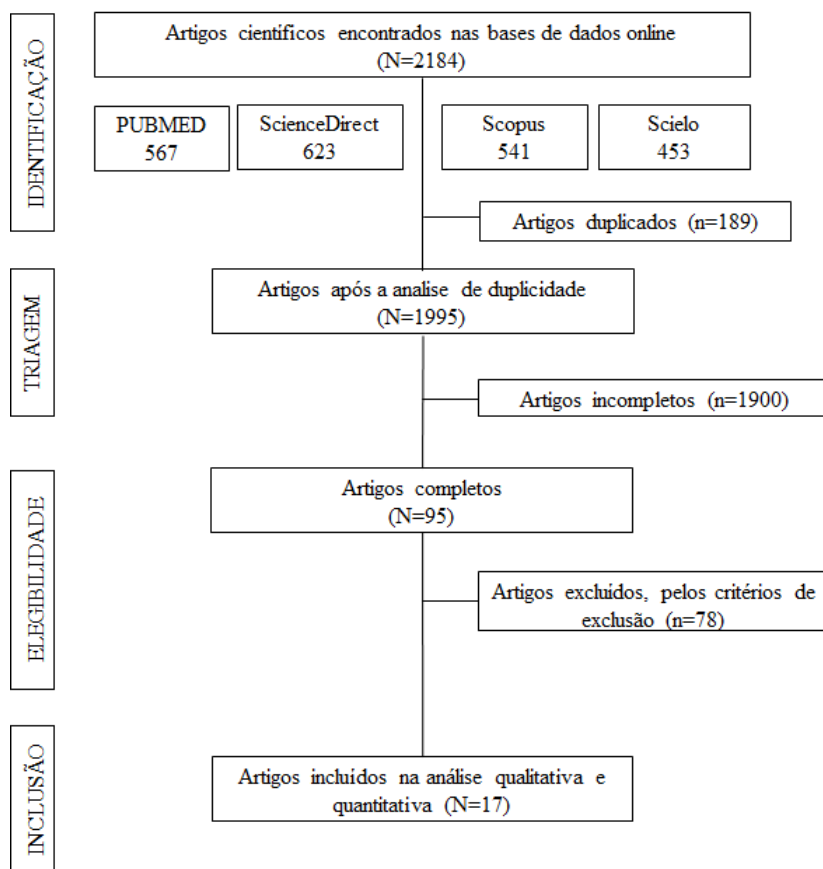 IDENTIFICAÇÃO
Artigos científicos encontrados nas bases de dados online
(N=2184)
PUBMED
567
ScienceDirect
623
Scopus
541
Scielo
453
Artigos duplicados (n=189)
TRIAGEM
Artigos após a analise de duplicidade
(N=1995)
Artigos incompletos (n=1900)
ELEGIBILIDADE
Artigos completos
(N=95)
Artigos excluídos, pelos critérios de
exclusão (n=78)
INCLUSÃO
Artigos incluídos na análise qualitativa e
quantitativa (N=17)